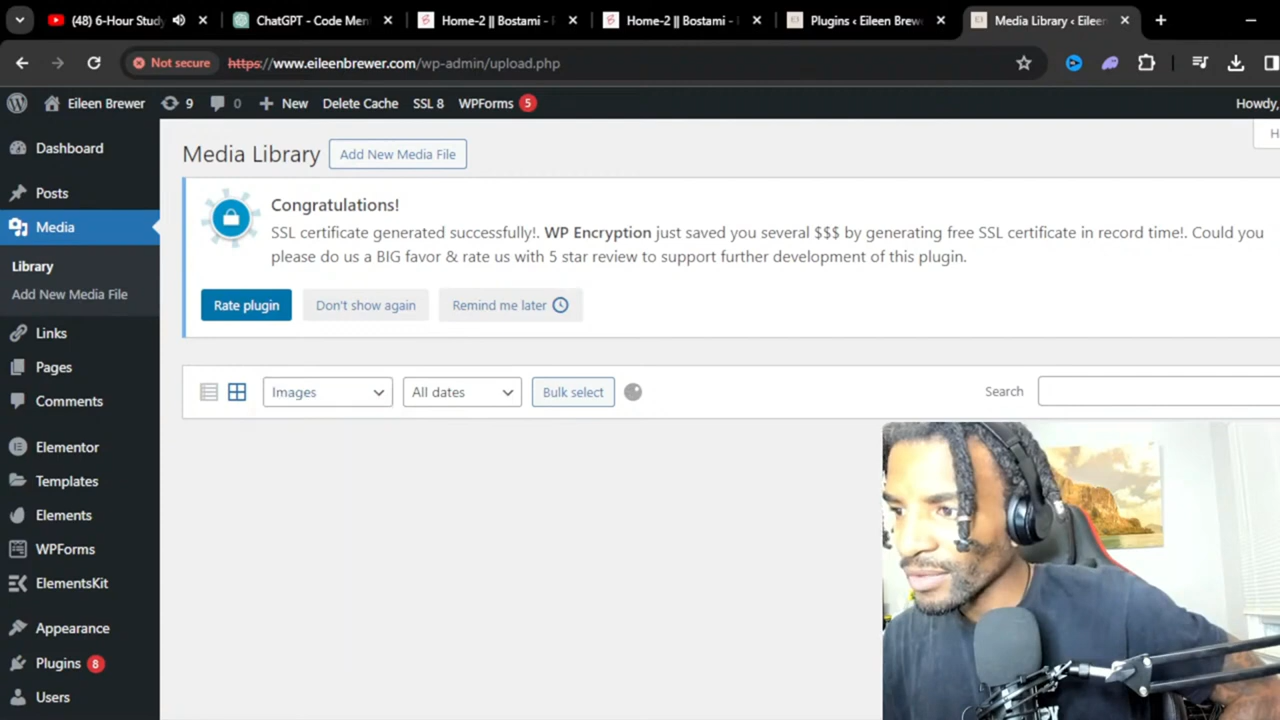 (48) 6-Hour Study
ChatGPT - Code Men
Home-2 || Bostami -
Home-2 || Bostami -
Plugins ‹ Eileen Brew
Media Library ‹ Eilee
Not secure
https://www.eileenbrewer.com/wp-admin/upload.php
Eileen Brewer
9
0
New
Delete Cache
SSL 8
WPForms
5
Howdy,
Dashboard
Posts
Media
Library
Add New Media File
Links
Pages
Comments
Elementor
Templates
Elements
WPForms
ElementsKit
Appearance
Plugins
8
Users
Media Library
Add New Media File
H
Congratulations!
SSL certificate generated successfully!. WP Encryption just saved you several $$$ by generating free SSL certificate in record time!. Could you
please do us a BIG favor & rate us with 5 star review to support further development of this plugin.
Rate plugin
Don't show again
Remind me later
Images
All dates
Bulk select
Search